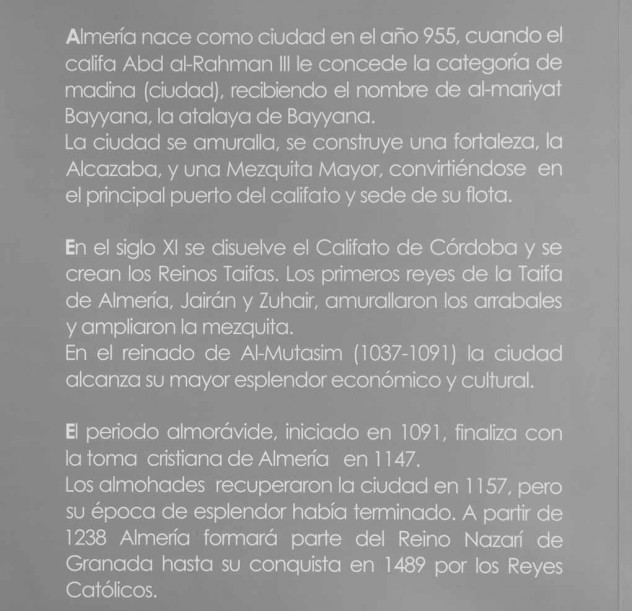 Almería nace como ciudad en el año 955, cuando el
califa Abd al-Rahman III le concede la categoría de
madina (ciudad), recibiendo el nombre de al-mariyat
Bayyana, la atalaya de Bayyana.
La ciudad se amuralla, se construye una fortaleza, la
Alcazaba, y una Mezquita Mayor, convirtiéndose en
el principal puerto del califato y sede de su flota.
En el siglo XI se disuelve el Califato de Córdoba y se
crean los Reinos Taifas. Los primeros reyes de la Taifa
de Almería, Jairán y Zuhair, amurallaron los arrabales
y ampliaron la mezquita.
En el reinado de Al-Mutasim (1037-1091) la ciudad
alcanza su mayor esplendor económico y cultural.
El periodo almorávide, iniciado en 1091, finaliza con
la toma cristiana de Almería en 1147.
Los almohades recuperaron la ciudad en 1157, pero
su época de esplendor había terminado. A partir de
1238 Almería formará parte del Reino Nazarí de
Granada hasta su conquista en 1489 por los Reyes
Católicos.